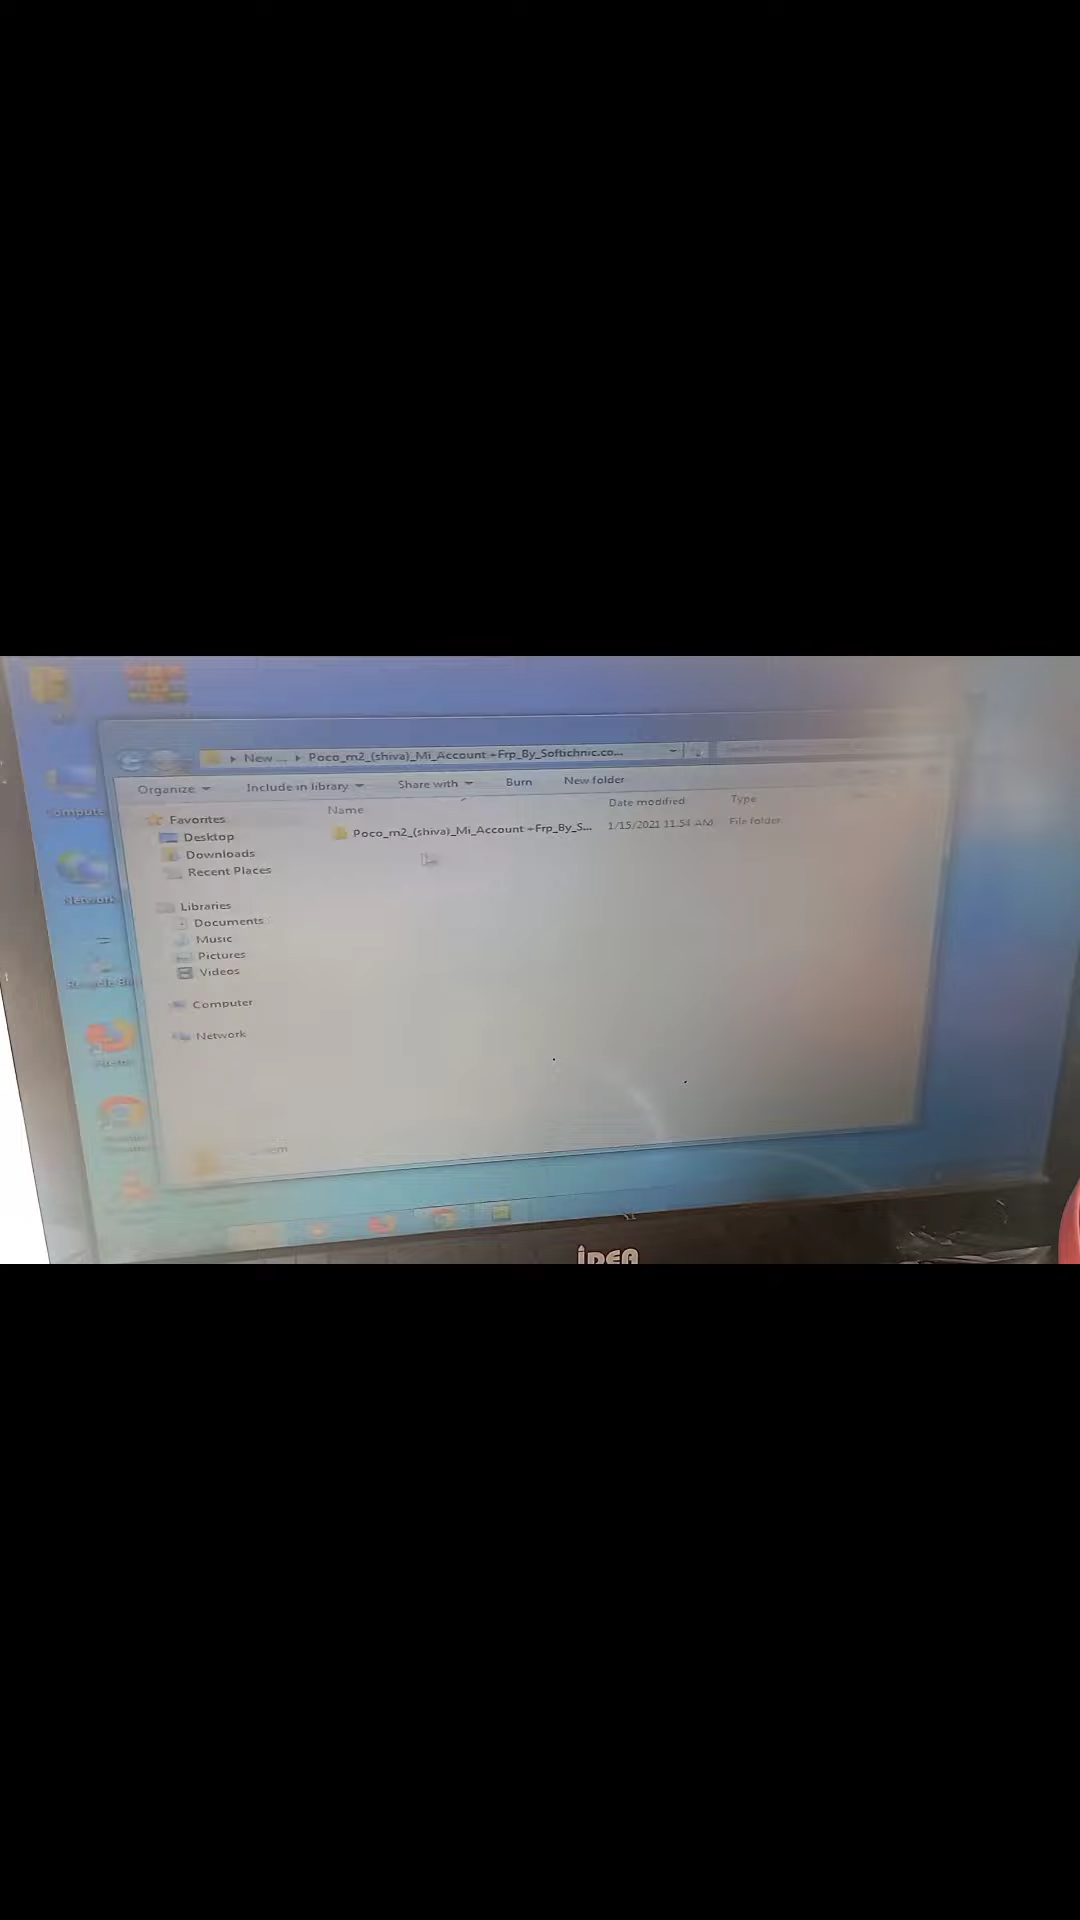 New ... Poco_m2_(shiva)_Mi_Account +Frp_By_Softichnic.co...
Organize Include in library Share with Burn New folder
Name Date modified Type
Favorites
Poco_m2_(shiva)_Mi_Account +Frp_By_S... 1/15/2021 11:54 AM File folder
Desktop
Downloads
Recent Places
Libraries
Documents
Music
Pictures
Videos
Computer
Network
Compute
Network
iDEA